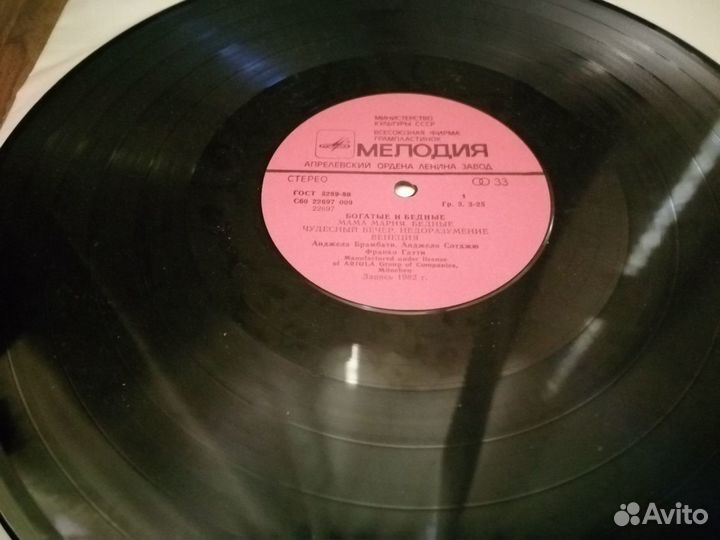 МИНИСТЕРСТВО
КУЛЬТУРЫ СССР
ВСЕСОЮЗНАЯ ФИРМА
ГРАМПЛАСТИНОК
МЕЛОДИЯ
АПРЕЛЕВСКИЙ ОРДЕНА ЛЕНИНА ЗАВОД
СТЕРЕО
33
ГОСТ 5289-88
1
С60 22697 009
Гр. 3. 3-25
22697
БОГАТЫЕ И БЕДНЫЕ
МАМА МАРИЯ. БЕДНЫЕ
ЧУДЕСНЫЙ ВЕЧЕР. НЕДОРАЗУМЕНИЕ
ВЕНЕЦИЯ
Анджела Брамбати, Анджело Сотджю
Франко Гатти
Manufactured under license
of ARIOLA Group of Companies,
München
Запись 1982 г.
Avito